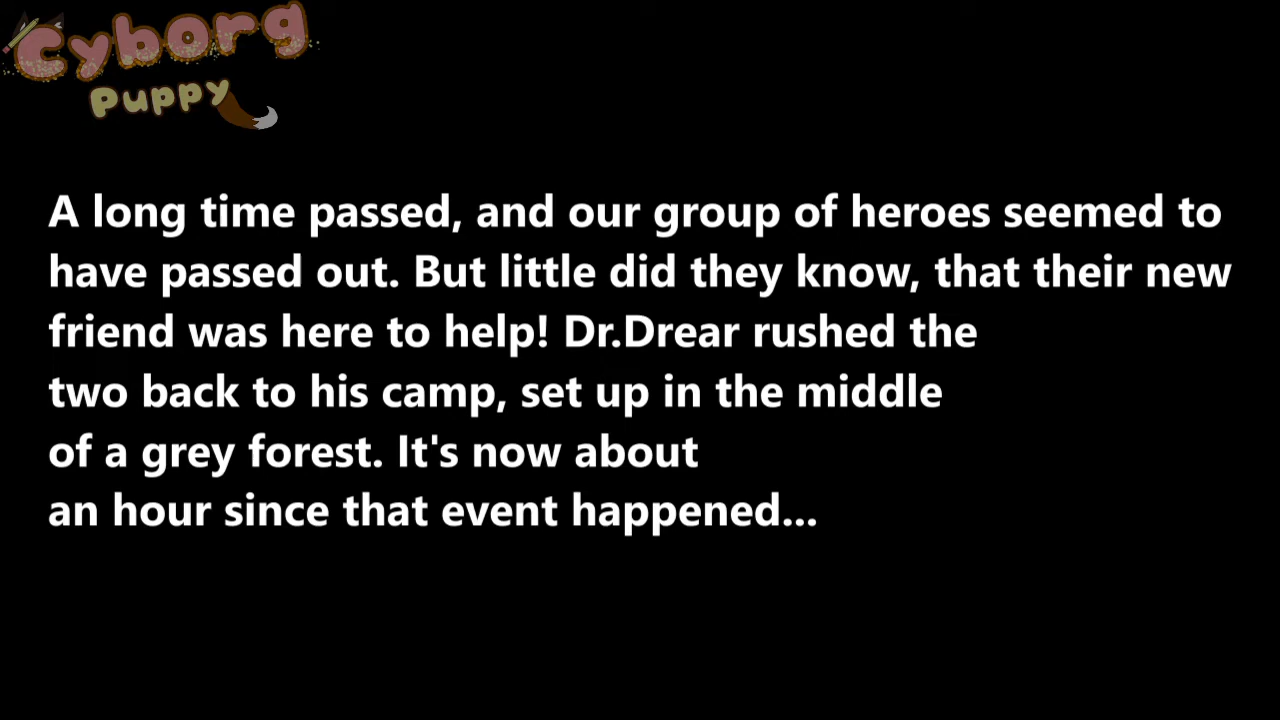 Cyborg
Puppy
A long time passed, and our group of heroes seemed to
have passed out. But little did they know, that their new
friend was here to help! Dr.Drear rushed the
two back to his camp, set up in the middle
of a grey forest. It's now about
an hour since that event happened...